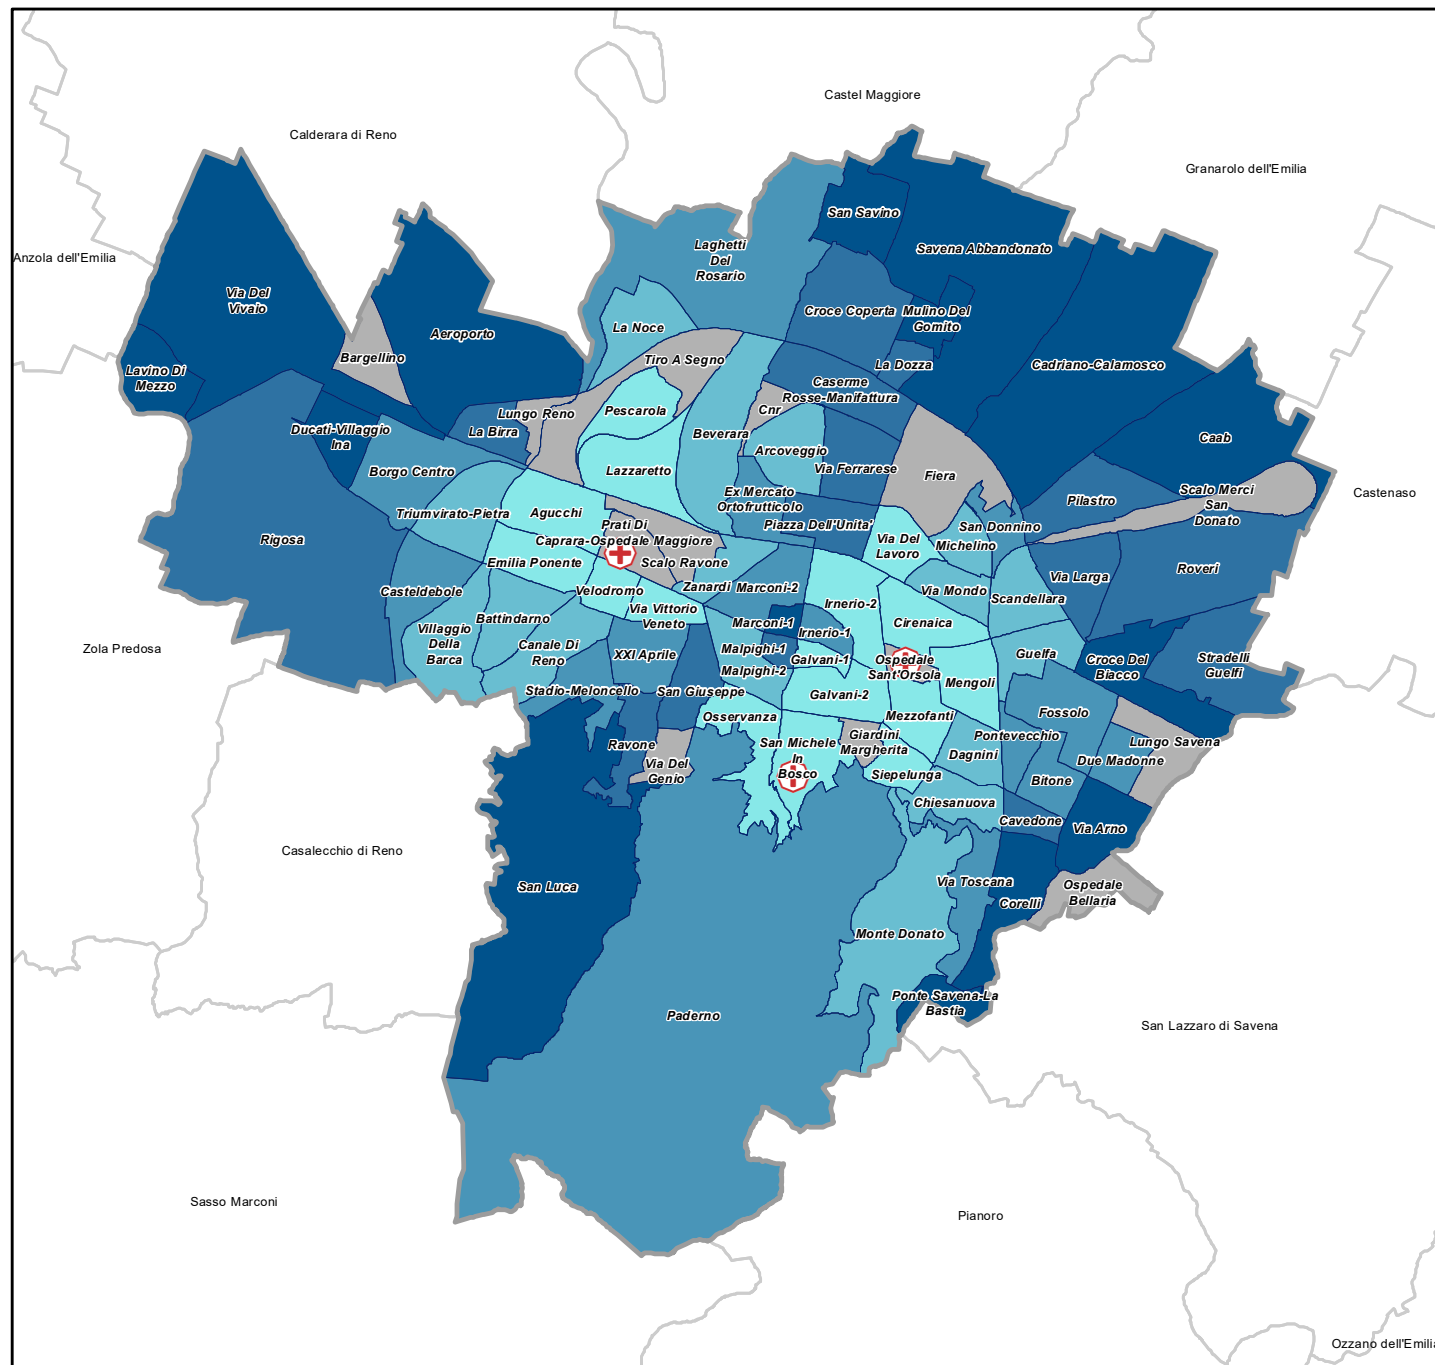 Castel Maggiore
Calderara di Reno
Granarolo dell'Emilia
San Savino
Savena Abbandonato
Laghetti
Del
Rosario
Anzola dell'Emilia
Via Del
Vivaio
Croce Coperta
Mulino Del
Gomito
La Noce
Aeroporto
Bargellino
Tiro A Segno
La Dozza
Cadriano-Calamosco
Lavino Di
Mezzo
Caserme
Rosse-Manifattura
Cnr
Lungo Reno
Pescarola
La Birra
Ducati-Villaggio
Ina
Beverara
Caab
Arcoveggio
Via Ferrarese
Borgo Centro
Lazzaretto
Fiera
Ex Mercato
Ortofrutticolo
Pilastro
Scalo Merci
San
Donato
Castenaso
Triumvirato-Pietra
Agucchi
Prati Di
Caprara-Ospedale Maggiore
Piazza Dell'Unita'
San Donnino
Rigosa
Via Del
Lavoro
Michelino
Emilia Ponente
Scalo Ravone
Roveri
Via Larga
Casteldebole
Velodromo
Zanardi
Marconi-2
Via Mondo
Scandellara
Via Vittorio
Veneto
Irnerio-2
Battindarno
Marconi-1
Irnerio-1
Cirenaica
Villaggio
Della
Barca
Canale Di
Reno
XXI Aprile
Malpighi-1
Galvani-1
Ospedale
Sant'Orsola
Guelfa
Zola Predosa
Malpighi-2
Croce Del
Biacco
Stradelli
Guelfi
Mengoli
Stadio-Meloncello
San Giuseppe
Galvani-2
Osservanza
Mezzofanti
Fossolo
Ravone
San Michele
In
Bosco
Giardini
Margherita
Pontevecchio
Lungo Savena
Dagnini
Due Madonne
Via Del
Genio
Siepelunga
Bitone
Chiesanuova
Cavedone
Via Arno
Casalecchio di Reno
San Luca
Via Toscana
Ospedale
Bellaria
Corelli
Monte Donato
Ponte Savena-La
Bastia
Paderno
San Lazzaro di Savena
Sasso Marconi
Pianoro
Ozzano dell'Emilia